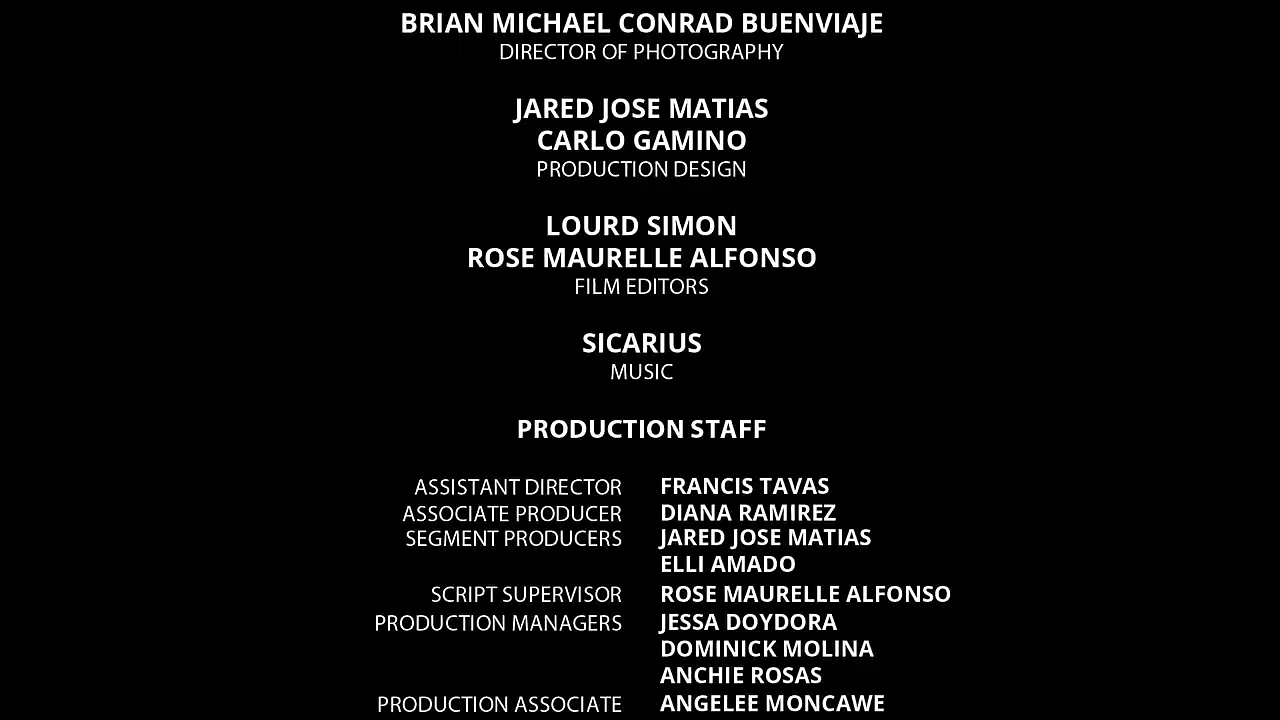 BRIAN MICHAEL CONRAD BUENVIAJE
DIRECTOR OF PHOTOGRAPHY
JARED JOSE MATIAS
CARLO GAMINO
PRODUCTION DESIGN
LOURD SIMON
ROSE MAURELLE ALFONSO
FILM EDITORS
SICARIUS
MUSIC
PRODUCTION STAFF
ASSISTANT DIRECTOR FRANCIS TAVAS
ASSOCIATE PRODUCER DIANA RAMIREZ
SEGMENT PRODUCERS JARED JOSE MATIAS
ELLI AMADO
SCRIPT SUPERVISOR ROSE MAURELLE ALFONSO
PRODUCTION MANAGERS JESSA DOYDORA
DOMINICK MOLINA
ANCHIE ROSAS
PRODUCTION ASSOCIATE ANGELEE MONCAWE